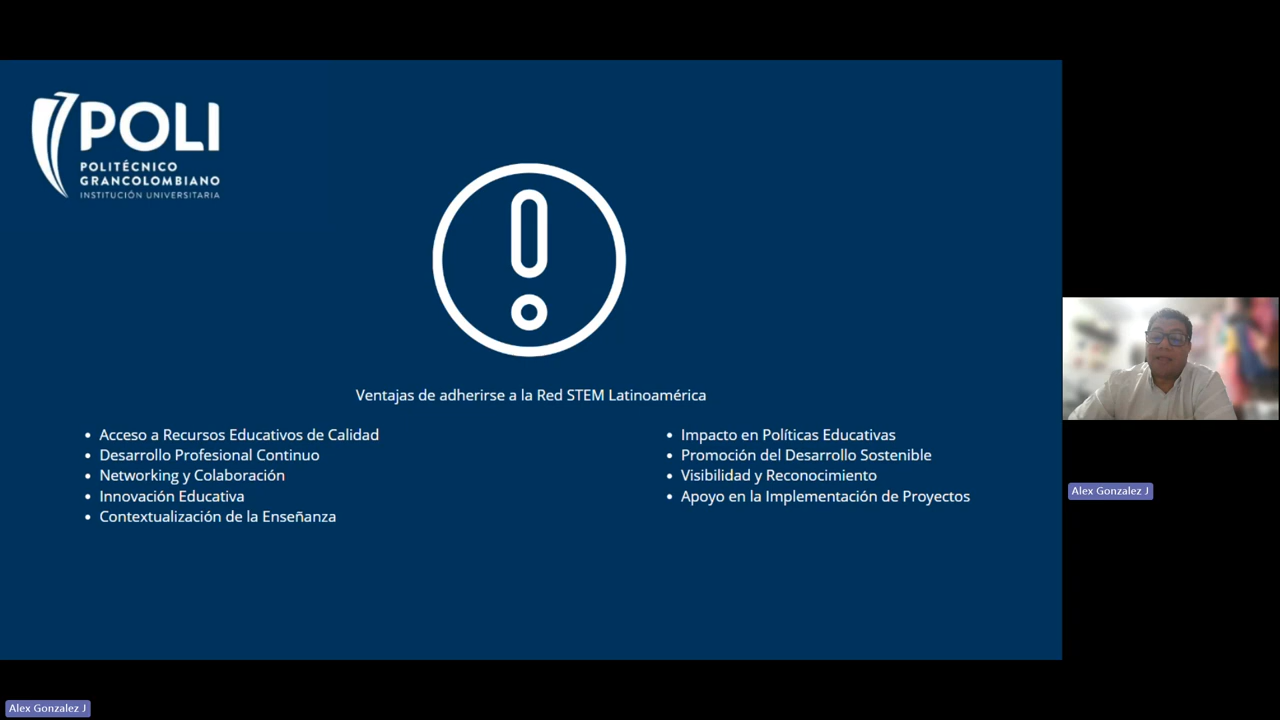 POLI
POLITÉCNICO
GRANCOLOMBIANO
INSTITUCIÓN UNIVERSITARIA
Ventajas de adherirse a la Red STEM Latinoamérica
• Acceso a Recursos Educativos de Calidad
• Desarrollo Profesional Continuo
• Networking y Colaboración
• Innovación Educativa
• Contextualización de la Enseñanza
• Impacto en Políticas Educativas
• Promoción del Desarrollo Sostenible
• Visibilidad y Reconocimiento
• Apoyo en la Implementación de Proyectos
Alex Gonzalez J
Alex Gonzalez J